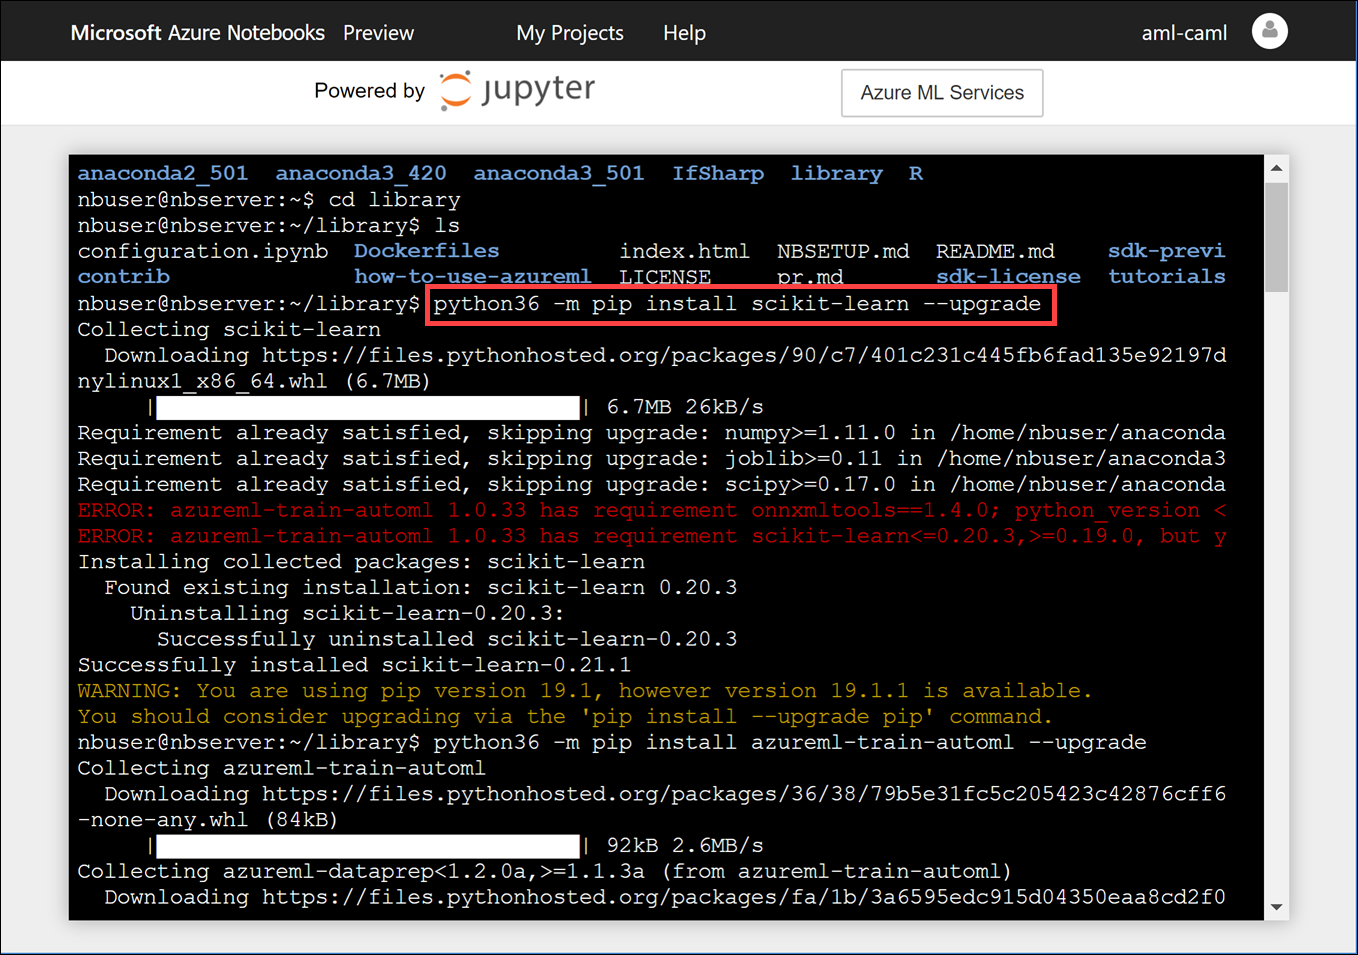 Microsoft Azure Notebooks Preview My Projects Help aml-caml
Powered by jupyter Azure ML Services
anaconda2_501 anaconda3_420 anaconda3_501 IfSharp library R
nbuser@nbserver:~$ cd library
nbuser@nbserver:~/library$ ls
configuration.ipynb Dockerfiles index.html NBSETUP.md README.md sdk-previ
contrib how-to-use-azureml LICENSE pr.md sdk-license tutorials
nbuser@nbserver:~/library$ python36 -m pip install scikit-learn --upgrade
Collecting scikit-learn
Downloading https://files.pythonhosted.org/packages/90/c7/401c231c445fb6fad135e92197d
nylinux1_x86_64.whl (6.7MB)
| | 6.7MB 26kB/s
Requirement already satisfied, skipping upgrade: numpy>=1.11.0 in /home/nbuser/anaconda
Requirement already satisfied, skipping upgrade: joblib>=0.11 in /home/nbuser/anaconda3
Requirement already satisfied, skipping upgrade: scipy>=0.17.0 in /home/nbuser/anaconda
ERROR: azureml-train-automl 1.0.33 has requirement onnxmltools==1.4.0; python_version <
ERROR: azureml-train-automl 1.0.33 has requirement scikit-learn<=0.20.3,>=0.19.0, but y
Installing collected packages: scikit-learn
Found existing installation: scikit-learn 0.20.3
Uninstalling scikit-learn-0.20.3:
Successfully uninstalled scikit-learn-0.20.3
Successfully installed scikit-learn-0.21.1
WARNING: You are using pip version 19.1, however version 19.1.1 is available.
You should consider upgrading via the 'pip install --upgrade pip' command.
nbuser@nbserver:~/library$ python36 -m pip install azureml-train-automl --upgrade
Collecting azureml-train-automl
Downloading https://files.pythonhosted.org/packages/36/38/79b5e31fc5c205423c42876cff6
-none-any.whl (84kB)
| | 92kB 2.6MB/s
Collecting azureml-dataprep<1.2.0a,>=1.1.3a (from azureml-train-automl)
Downloading https://files.pythonhosted.org/packages/fa/1b/3a6595edc915d04350eaa8cd2f0